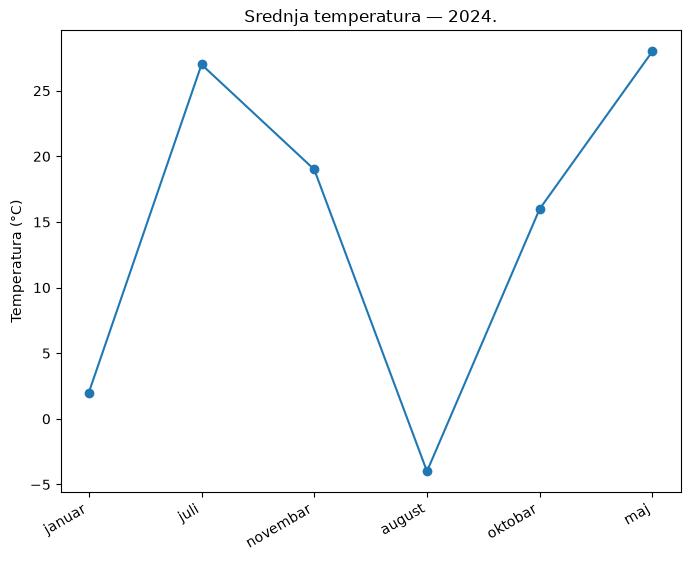 Srednja temperatura — 2024.
Temperatura (°C)
25
20
15
10
5
0
−5
januar
juli
novembar
august
oktobar
maj